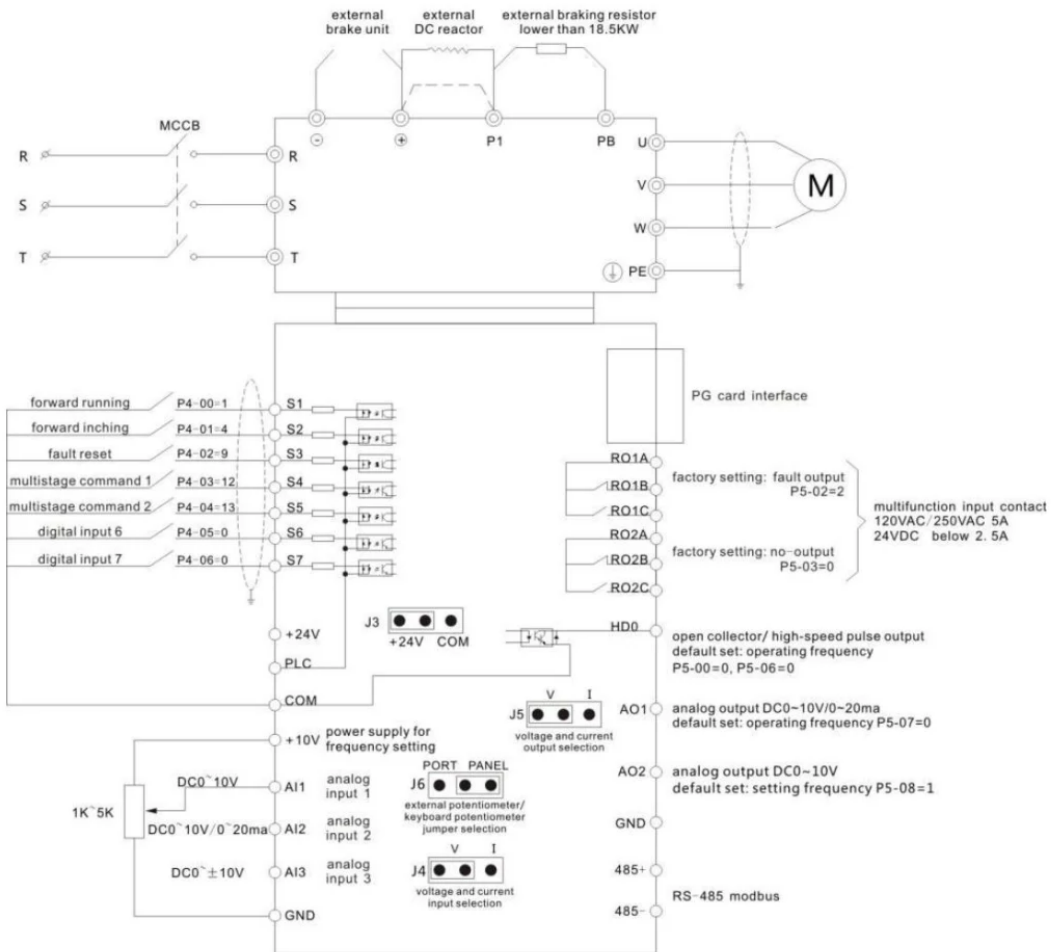 external
brake unit
external
DC reactor
external braking resistor
lower than 18.5KW
MCCB
R
S
T
R
S
T
-
+
P1
PB
U
V
W
PE
M
PG card interface
forward running
P4-00=1
S1
forward inching
P4-01=4
S2
fault reset
P4-02=9
S3
multistage command 1
P4-03=12
S4
multistage command 2
P4-04=13
S5
digital input 6
P4-05=0
S6
digital input 7
P4-06=0
S7
RO1A
RO1B
RO1C
factory setting: fault output
P5-02=2
RO2A
RO2B
RO2C
factory setting: no-output
P5-03=0
multifunction input contact
120VAC/250VAC 5A
24VDC below 2.5A
+24V
PLC
COM
J3
+24V COM
HD0
open collector/ high-speed pulse output
default set: operating frequency
P5-00=0, P5-06=0
V I
J5
voltage and current
output selection
AO1
analog output DC0~10V/0~20ma
default set: operating frequency P5-07=0
+10V
power supply for
frequency setting
PORT PANEL
J6
external potentiometer/
keyboard potentiometer
jumper selection
AO2
analog output DC0~10V
default set: setting frequency P5-08=1
1K~5K
DC0~10V
AI1
analog
input 1
DC0~10V/0~20ma
AI2
analog
input 2
DC0~±10V
AI3
analog
input 3
GND
V I
J4
voltage and current
input selection
GND
485+
485-
RS-485 modbus